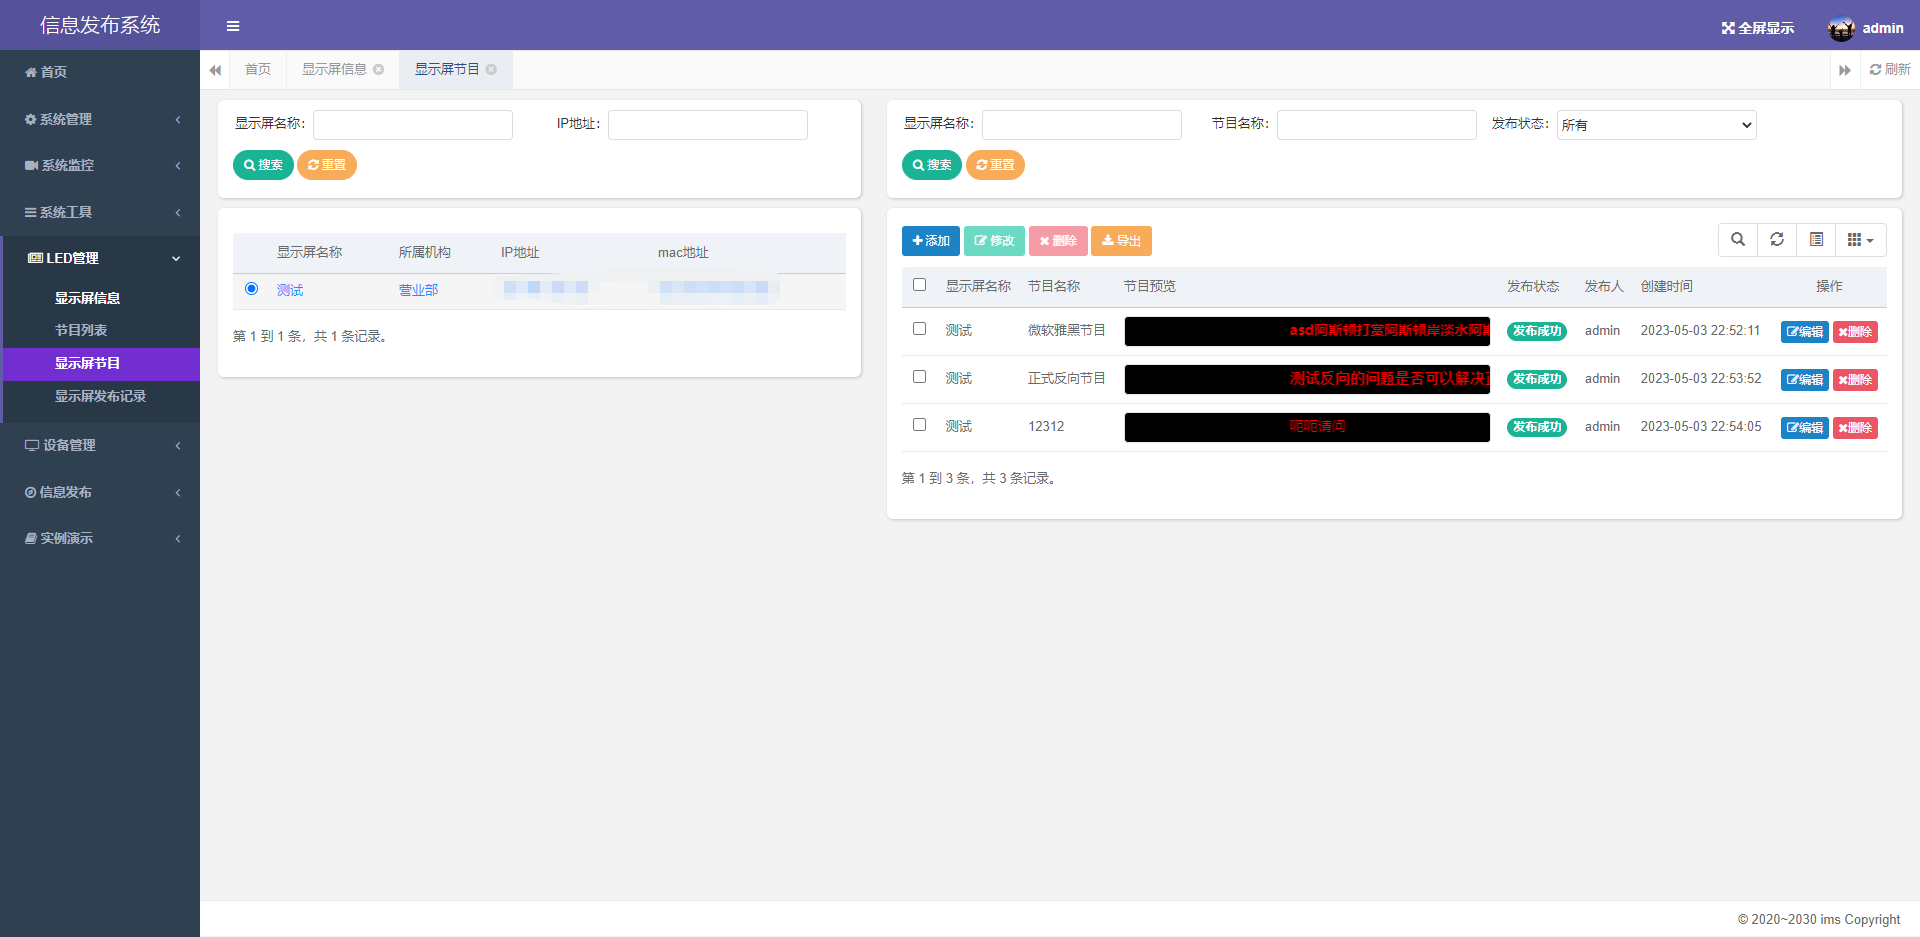 信息发布系统
全屏显示 admin
首页 显示屏信息 显示屏节目 刷新
首页
系统管理
系统监控
系统工具
LED管理
显示屏信息
节目列表
显示屏节目
显示屏发布记录
设备管理
信息发布
实例演示
显示屏名称： IP地址：
搜索 重置
显示屏名称 所属机构 IP地址 mac地址
测试 营业部
第 1 到 1 条，共 1 条记录。
显示屏名称： 节目名称： 发布状态： 所有
搜索 重置
添加 修改 删除 导出
显示屏名称 节目名称 节目预览 发布状态 发布人 创建时间 操作
测试 微软雅黑节目 asd阿斯顿打赏阿斯顿岸淡水阿斯 发布成功 admin 2023-05-03 22:52:11 编辑 删除
测试 正式反向节目 测试反向的问题是否可以解决正 发布成功 admin 2023-05-03 22:53:52 编辑 删除
测试 12312 呃呃请问 发布成功 admin 2023-05-03 22:54:05 编辑 删除
第 1 到 3 条，共 3 条记录。
© 2020~2030 ims Copyright